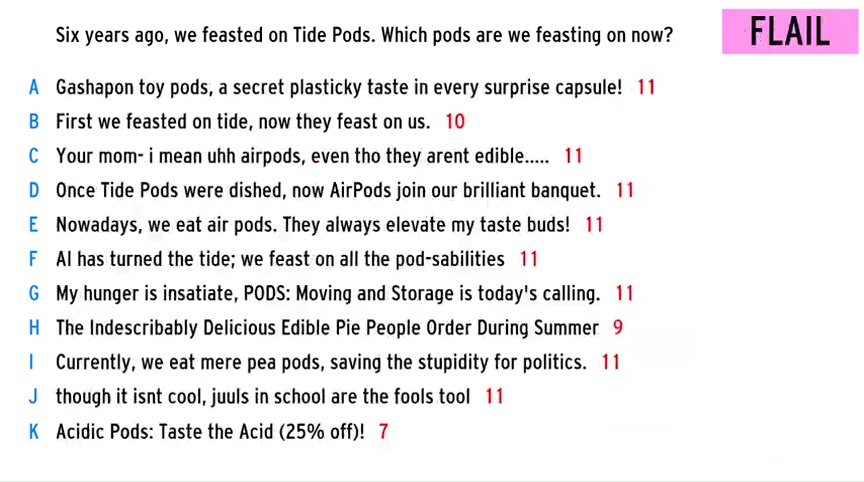 Six years ago, we feasted on Tide Pods. Which pods are we feasting on now?
FLAIL
A Gashapon toy pods, a secret plasticky taste in every surprise capsule! 11
B First we feasted on tide, now they feast on us. 10
C Your mom- i mean uhh airpods, even tho they arent edible..... 11
D Once Tide Pods were dished, now AirPods join our brilliant banquet. 11
E Nowadays, we eat air pods. They always elevate my taste buds! 11
F AI has turned the tide; we feast on all the pod-sabilities 11
G My hunger is insatiate, PODS: Moving and Storage is today's calling. 11
H The Indescribably Delicious Edible Pie People Order During Summer 9
I Currently, we eat mere pea pods, saving the stupidity for politics. 11
J though it isnt cool, juuls in school are the fools tool 11
K Acidic Pods: Taste the Acid (25% off)! 7